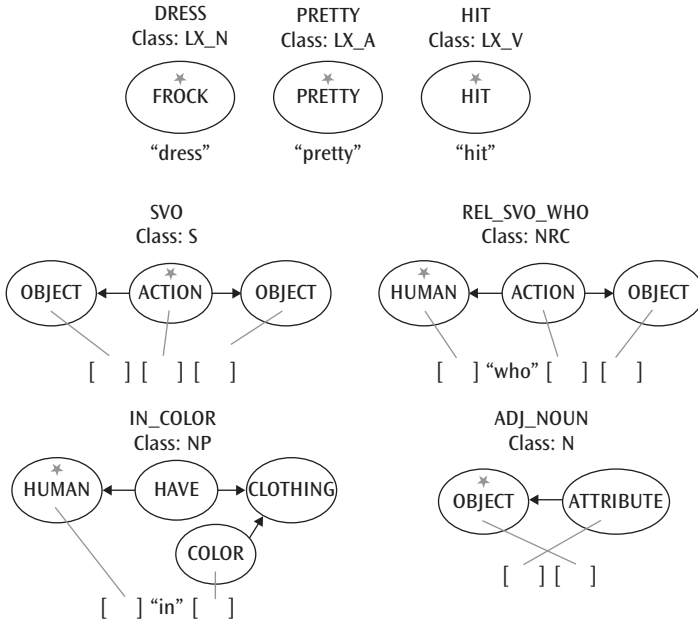 DRESS PRETTY HIT
Class: LX_N Class: LX_A Class: LX_V
FROCK PRETTY HIT
“dress” “pretty” “hit”
SVO REL_SVO_WHO
Class: S Class: NRC
OBJECT ACTION OBJECT HUMAN ACTION OBJECT
[ ] [ ] [ ] [ ] “who” [ ] [ ]
IN_COLOR ADJ_NOUN
Class: NP Class: N
HUMAN HAVE CLOTHING OBJECT ATTRIBUTE
COLOR
[ ] [ ]
[ ] “in” [ ]